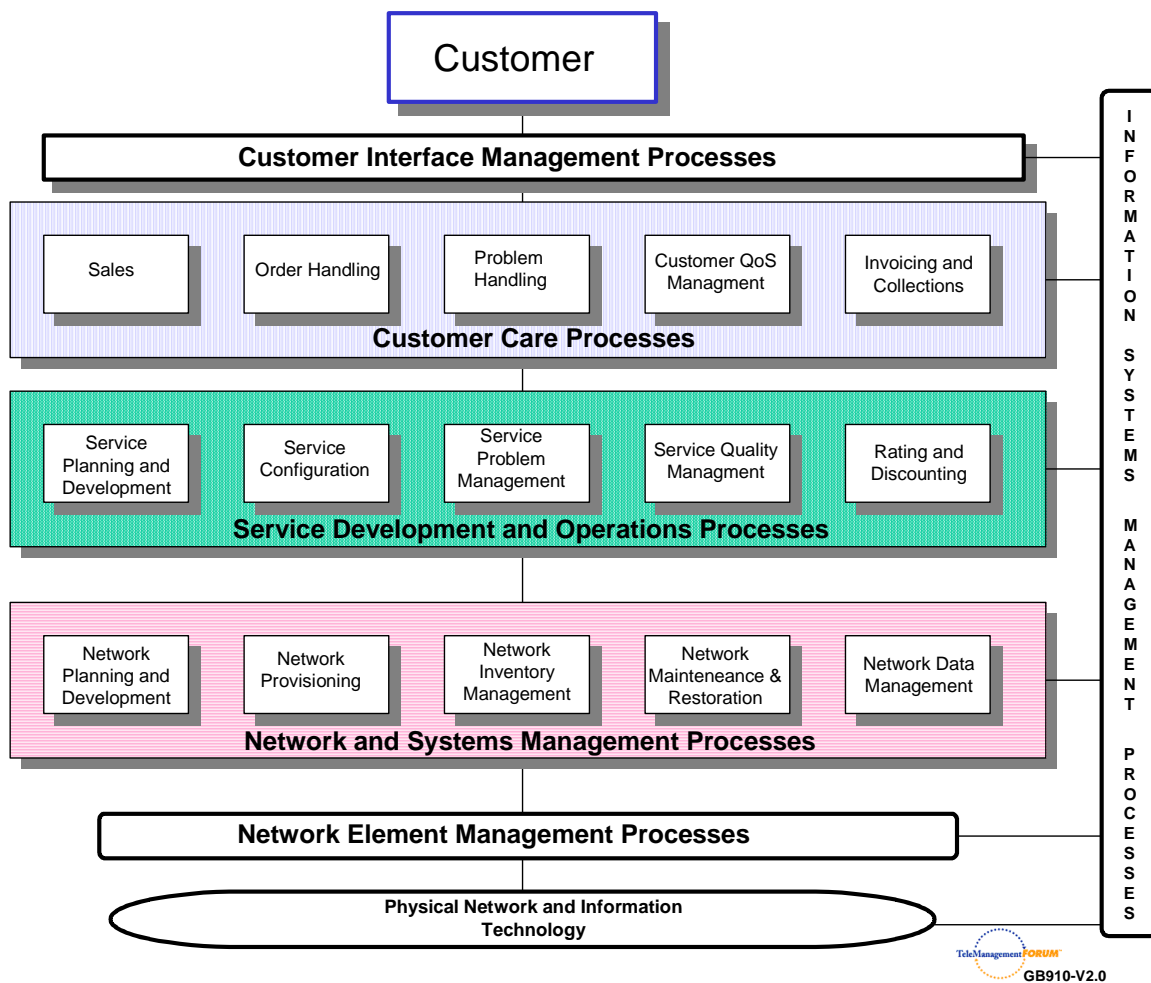 Customer
Customer Interface Management Processes
Sales
Order Handling
Problem
Handling
Customer QoS
Managment
Invoicing and
Collections
Customer Care Processes
Service
Planning and
Development
Service
Configuration
Service
Problem
Management
Service Quality
Managment
Rating and
Discounting
Service Development and Operations Processes
Network
Planning and
Development
Network
Provisioning
Network
Inventory
Management
Network
Mainteneance &
Restoration
Network Data
Management
Network and Systems Management Processes
Network Element Management Processes
Physical Network and Information
Technology
INFORMATION SYSTEMS MANAGEMENT PROCESSES
TeleManagement FORUM™
GB910-V2.0